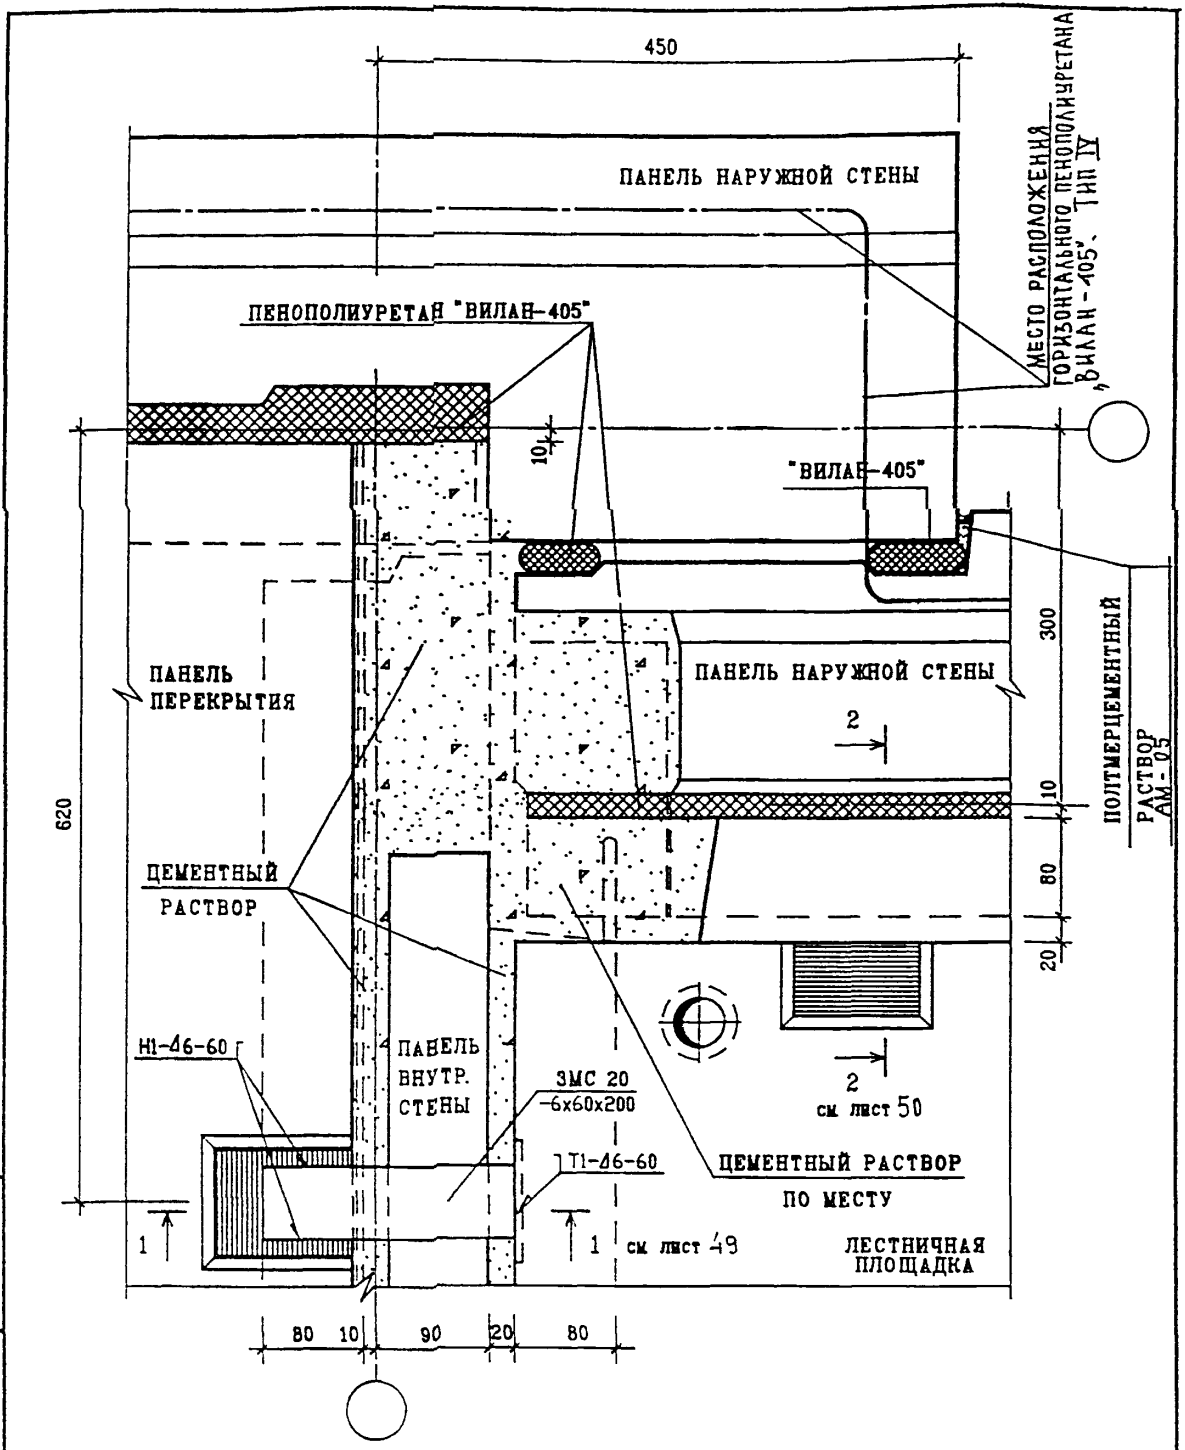 450
ПАНЕЛЬ НАРУЖНОЙ СТЕНЫ
МЕСТО РАСПОЛОЖЕНИЯ
ГОРИЗОНТАЛЬНОГО ПЕНОПОЛИУРЕТАНА
„ВИЛАН-405". ТИП IV
ПЕНОПОЛИУРЕТАН "ВИЛАН-405"
10
"ВИЛАН-405"
300
ПАНЕЛЬ
ПЕРЕКРЫТИЯ
ПАНЕЛЬ НАРУЖНОЙ СТЕНЫ
2
ПОЛТМЕРЦЕМЕНТНЫЙ
РАСТВОР
АМ-05
620
10
80
20
ЦЕМЕНТНЫЙ
РАСТВОР
Н1-Δ6-60
ПАНЕЛЬ
ВНУТР.
СТЕНЫ
ЗМС 20
-6х60х200
2
см лист 50
Т1-Δ6-60
ЦЕМЕНТНЫЙ РАСТВОР
ПО МЕСТУ
1
1 см лист 49
ЛЕСТНИЧНАЯ
ПЛОЩАДКА
80 10 90 20 80